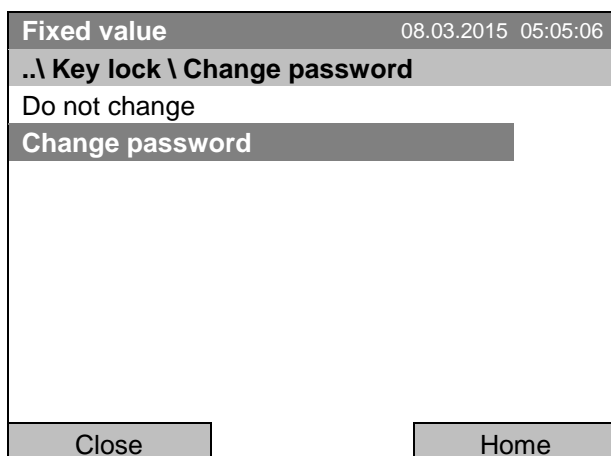 Fixed value 08.03.2015 05:05:06
..\ Key lock \ Change password
Do not change
Change password
Close Home